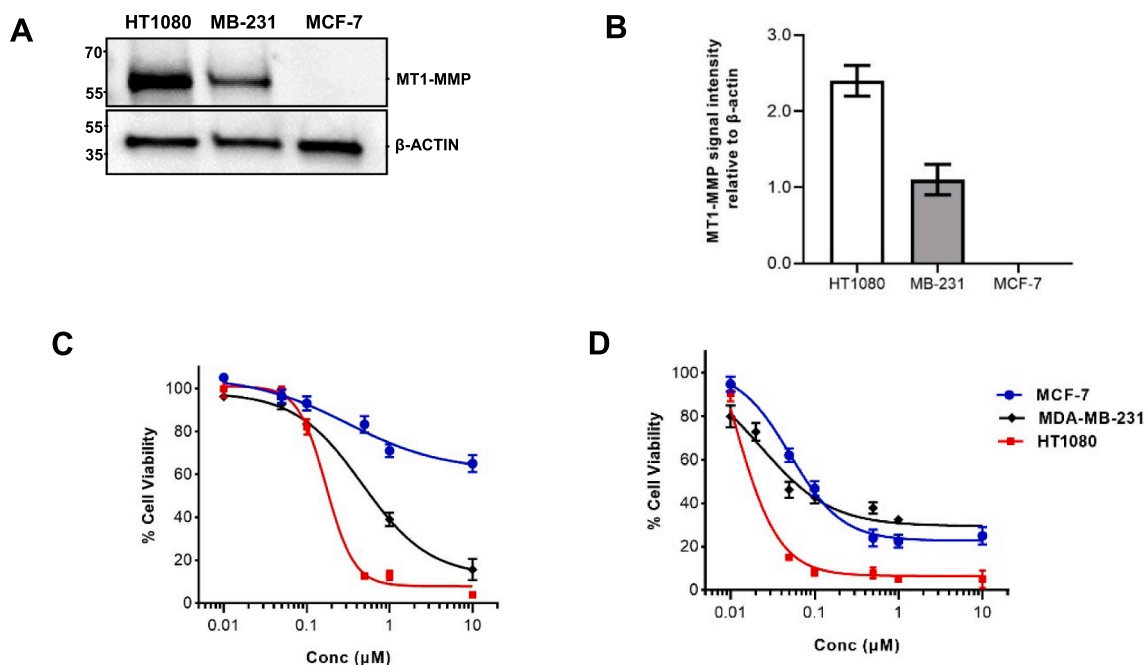 A
HT1080 MB-231 MCF-7
70
55
MT1-MMP
55
35
β-ACTIN
B
MT1-MMP signal intensity
relative to β-actin
3.0
2.0
1.0
0.0
HT1080 MB-231 MCF-7
C
% Cell Viability
100
80
60
40
20
0
0.01 0.1 1 10
Conc (µM)
D
% Cell Viability
100
80
60
40
20
0
0.01 0.1 1 10
Conc (µM)
MCF-7
MDA-MB-231
HT1080